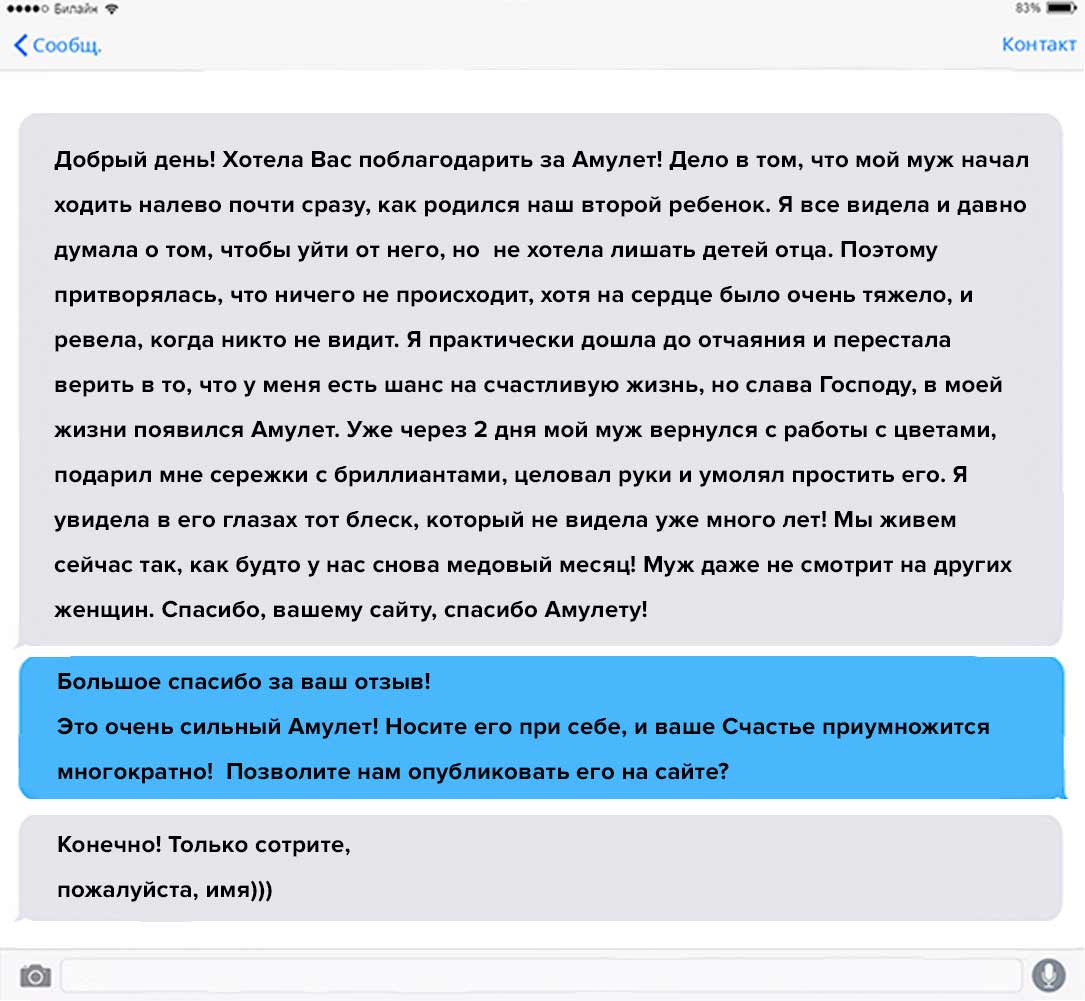 ●●●●○ Билайн 83%
Сообщ. Контакт
Добрый день! Хотела Вас поблагодарить за Амулет! Дело в том, что мой муж начал
ходить налево почти сразу, как родился наш второй ребенок. Я все видела и давно
думала о том, чтобы уйти от него, но  не хотела лишать детей отца. Поэтому
притворялась, что ничего не происходит, хотя на сердце было очень тяжело, и
ревела, когда никто не видит. Я практически дошла до отчаяния и перестала
верить в то, что у меня есть шанс на счастливую жизнь, но слава Господу, в моей
жизни появился Амулет. Уже через 2 дня мой муж вернулся с работы с цветами,
подарил мне сережки с бриллиантами, целовал руки и умолял простить его. Я
увидела в его глазах тот блеск, который не видела уже много лет! Мы живем
сейчас так, как будто у нас снова медовый месяц! Муж даже не смотрит на других
женщин. Спасибо, вашему сайту, спасибо Амулету!
Большое спасибо за ваш отзыв!
Это очень сильный Амулет! Носите его при себе, и ваше Счастье приумножится
многократно!  Позволите нам опубликовать его на сайте?
Конечно! Только сотрите,
пожалуйста, имя)))